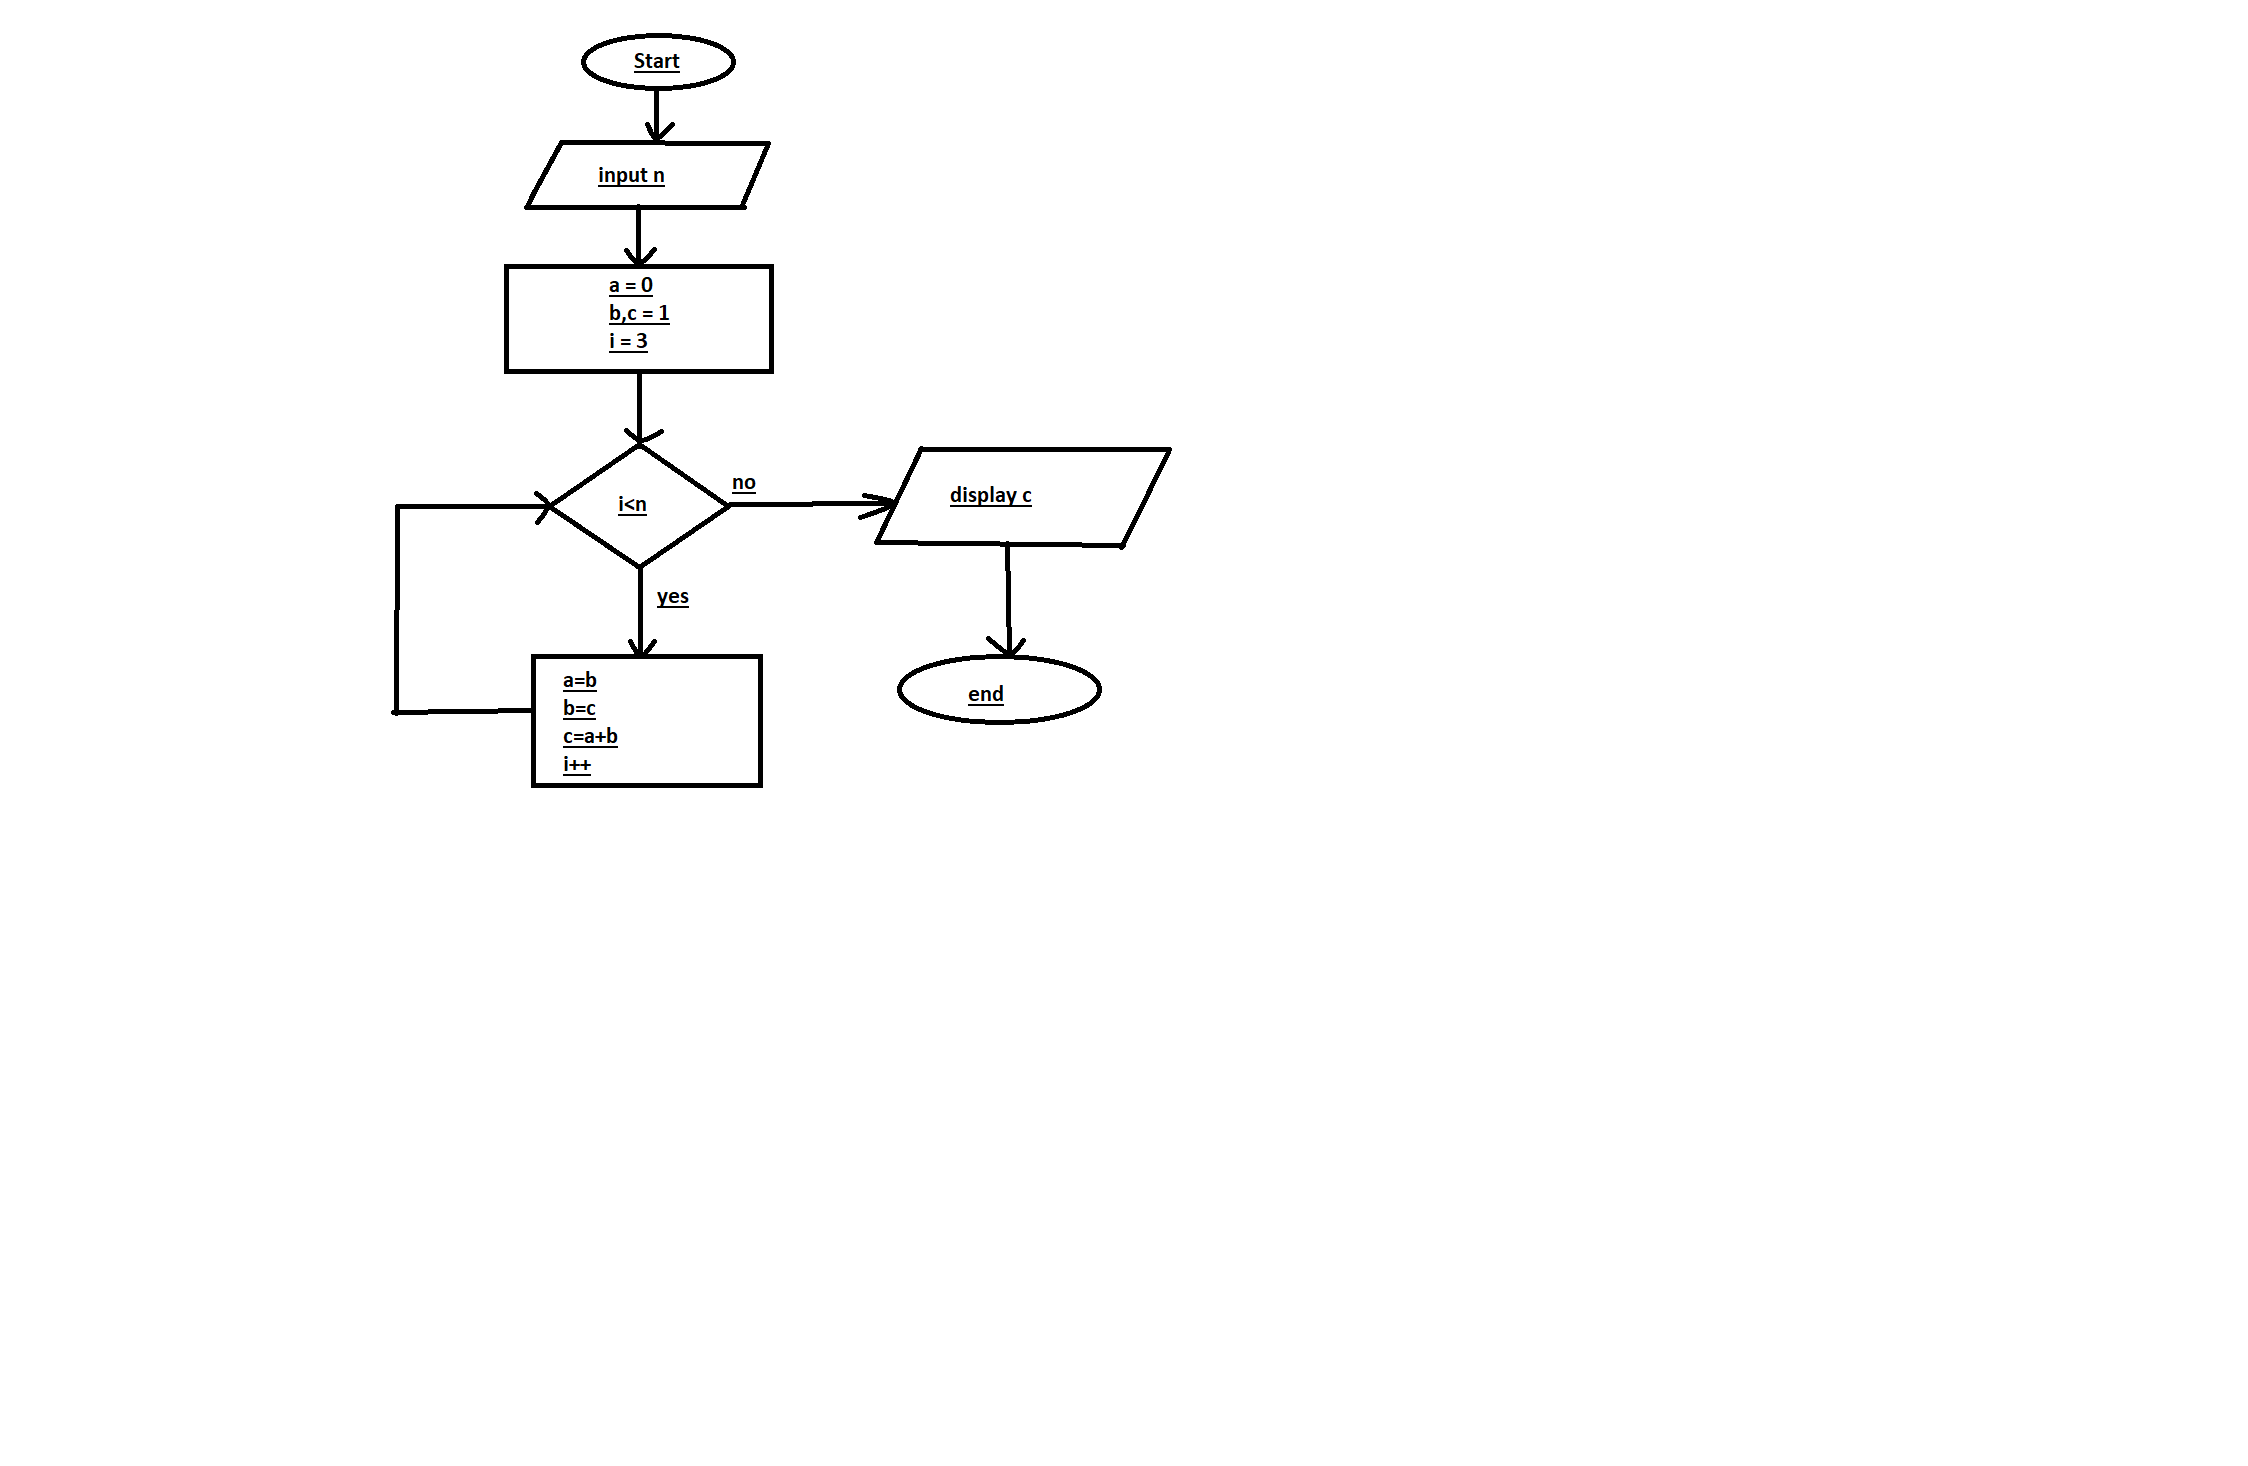 Start
input n
a = 0
b,c = 1
i = 3
i<n
no
display c
yes
a=b
b=c
c=a+b
i++
end